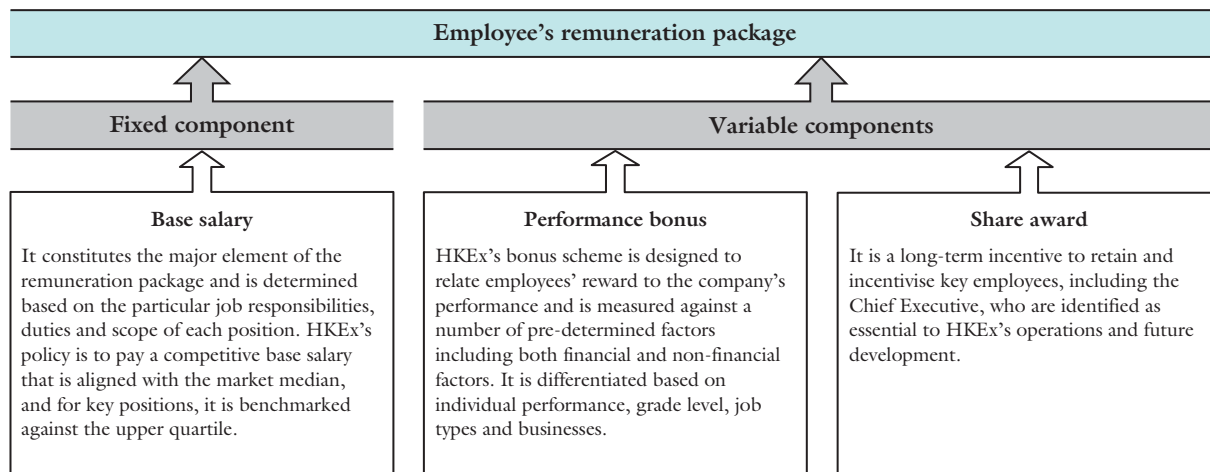 Employee’s remuneration package
Fixed component
Variable components
Base salary
It constitutes the major element of the
remuneration package and is determined
based on the particular job responsibilities,
duties and scope of each position. HKEx’s
policy is to pay a competitive base salary
that is aligned with the market median,
and for key positions, it is benchmarked
against the upper quartile.
Performance bonus
HKEx’s bonus scheme is designed to
relate employees’ reward to the company’s
performance and is measured against a
number of pre-determined factors
including both financial and non-financial
factors. It is differentiated based on
individual performance, grade level, job
types and businesses.
Share award
It is a long-term incentive to retain and
incentivise key employees, including the
Chief Executive, who are identified as
essential to HKEx’s operations and future
development.